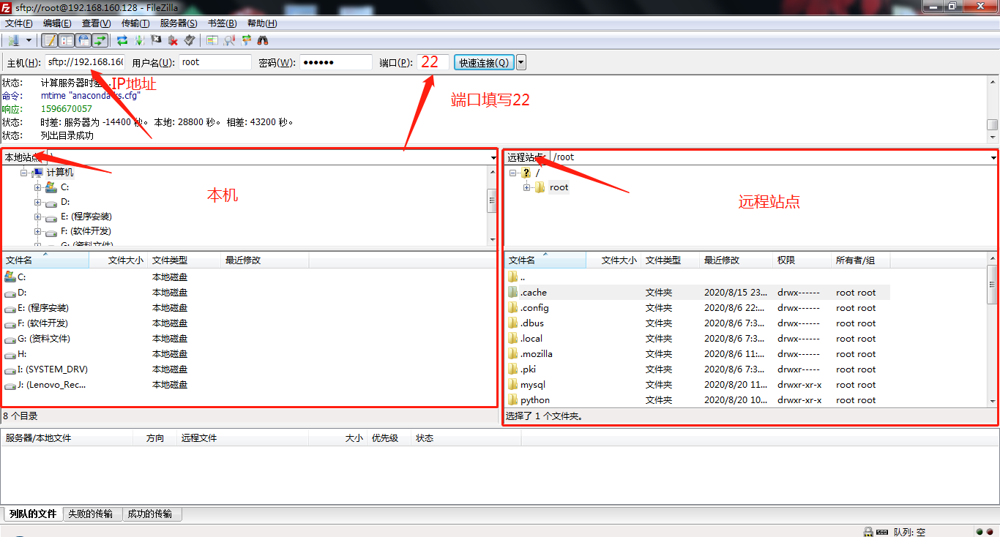 sftp://root@192.168.160.128 - FileZilla
文件(F) 编辑(E) 查看(V) 传输(T) 服务器(S) 书签(B) 帮助(H)
主机(H): sftp://192.168.160 用户名(U): root 密码(W): ●●●●●● 端口(P): 22 快速连接(Q)
IP地址
端口填写22
状态: 计算服务器时差...
命令: mtime "anaconda-ks.cfg"
响应: 1596670057
状态: 时差: 服务器为 -14400 秒。 本地: 28800 秒。 相差: 43200 秒。
状态: 列出目录成功
本地站点: \
计算机
C:
D:
E: (程序安装)
F: (软件开发)
G: (资料文件)
本机
文件名 文件大小 文件类型 最近修改
C: 本地磁盘
D: 本地磁盘
E: (程序安装) 本地磁盘
F: (软件开发) 本地磁盘
G: (资料文件) 本地磁盘
H: 本地磁盘
I: (SYSTEM_DRV) 本地磁盘
J: (Lenovo_Rec... 本地磁盘
8 个目录
远程站点: /root
/
root
远程站点
文件名 文件大小 文件类型 最近修改 权限 所有者/组
..
.cache 文件夹 2020/8/15 23... drwx------ root root
.config 文件夹 2020/8/6 22:... drwx------ root root
.dbus 文件夹 2020/8/6 7:3... drwx------ root root
.local 文件夹 2020/8/6 7:3... drwx------ root root
.mozilla 文件夹 2020/8/6 11:... drwx------ root root
.pki 文件夹 2020/8/6 7:3... drwxr----- root root
mysql 文件夹 2020/8/20 11... drwxr-xr-x root root
python 文件夹 2020/8/20 10... drwxr-xr-x root root
选择了 1 个文件夹。
服务器/本地文件 方向 远程文件 大小 优先级 状态
列队的文件 失败的传输 成功的传输
队列: 空